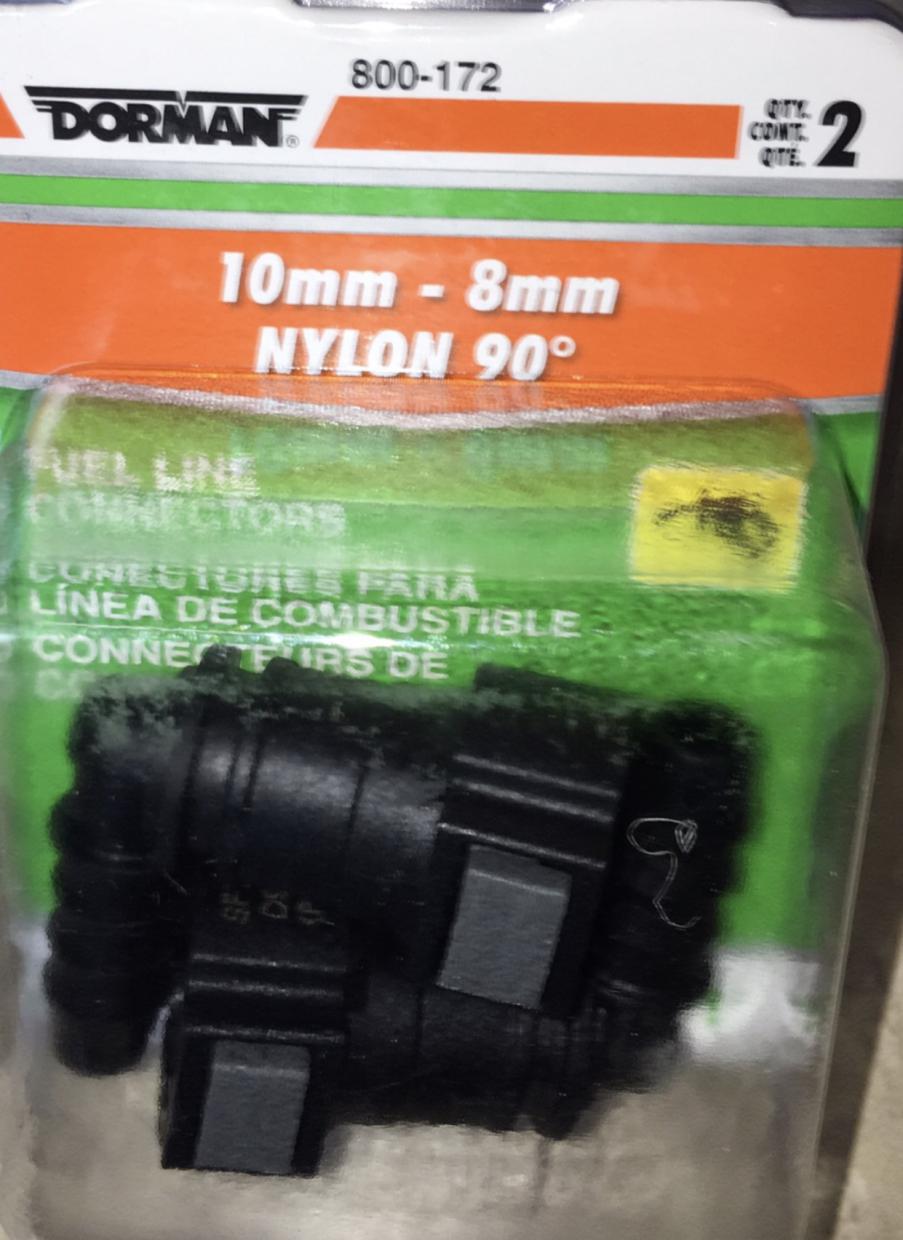 800-172
DORMAN®
QTY.
CONT.
QTÉ.
2
10mm - 8mm
NYLON 90°
FUEL LINE
CONNECTORS
CONECTORES PARA
LÍNEA DE COMBUSTIBLE
CONNECTEURS DE